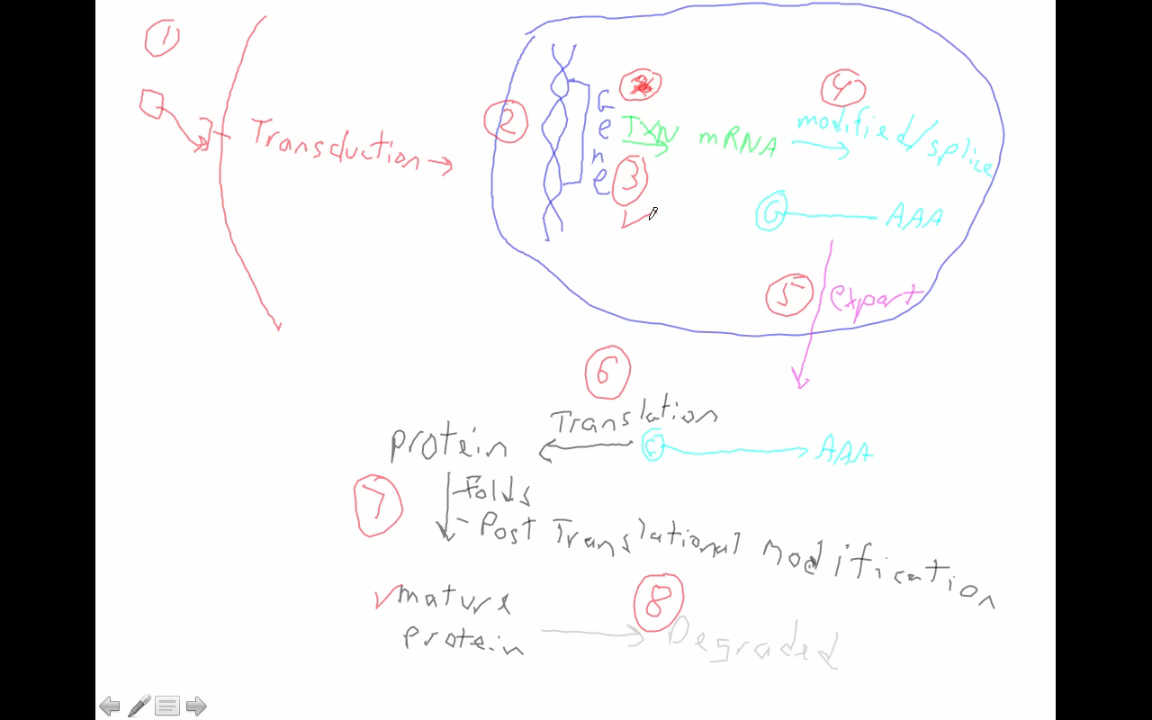 1
Transduction
2
Gene
TXN mRNA
3
4
modified/splice
G AAA
5 export
6
Translation
protein
G AAA
7
- Folds
- Post Translational modification
mature
protein
8
Degraded